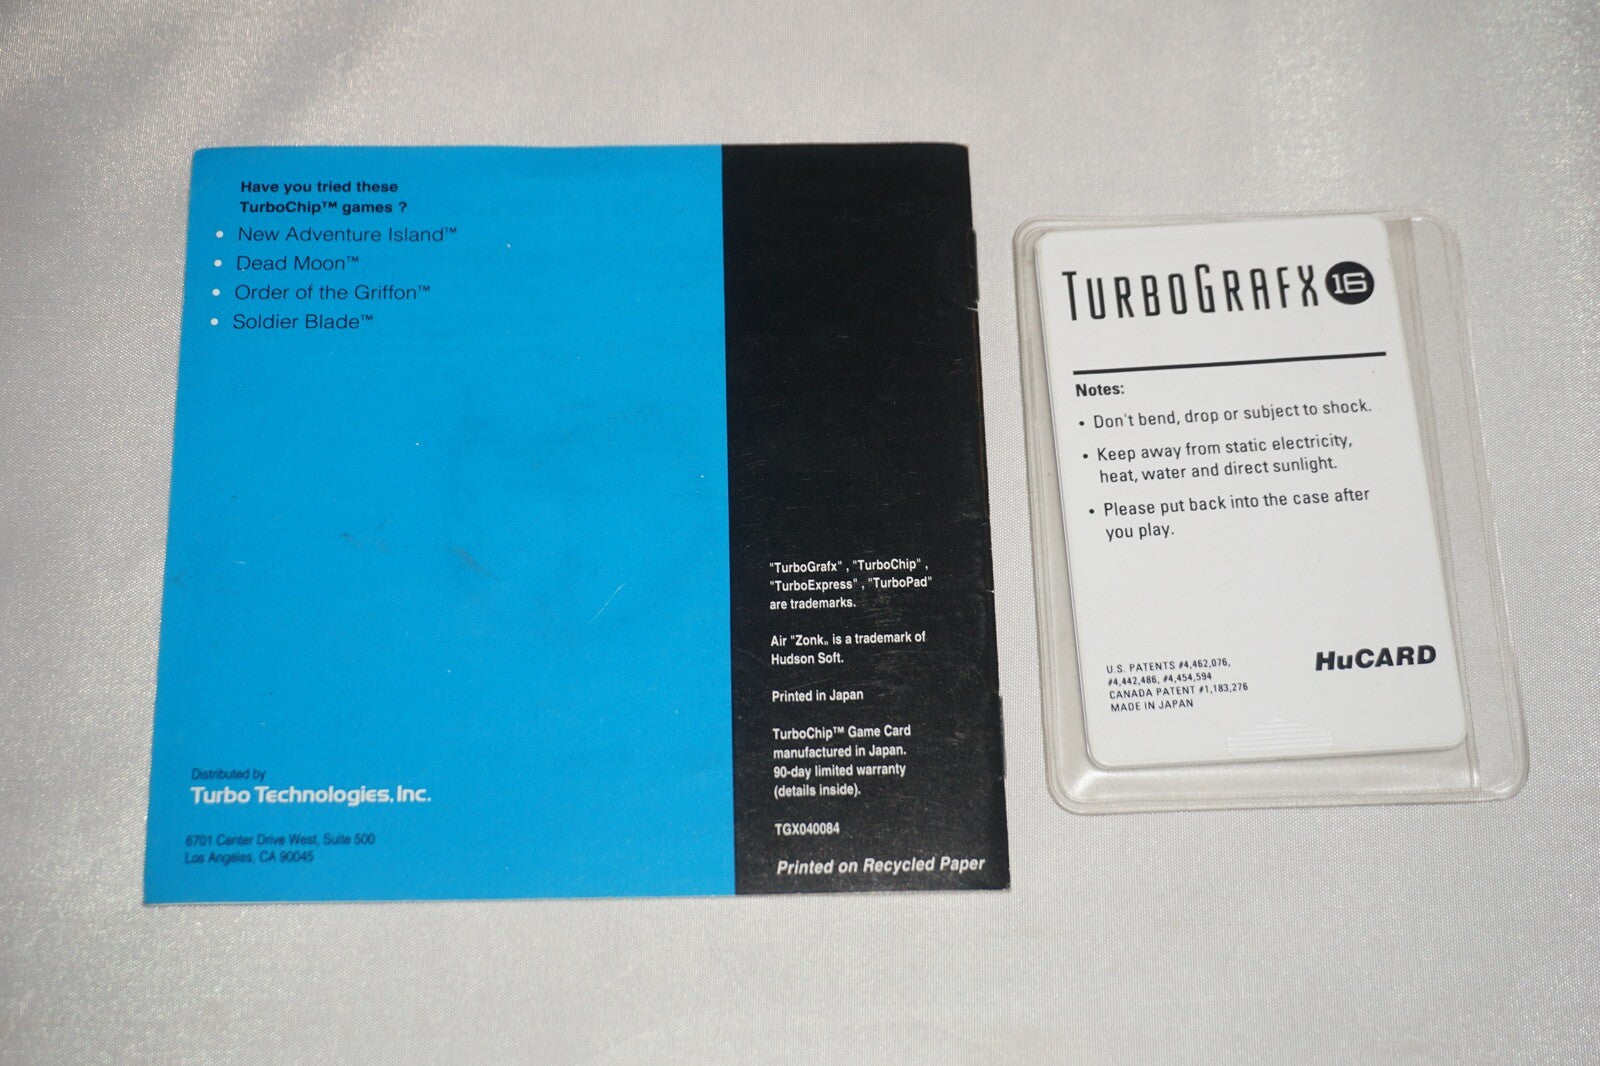 Have you tried these
TurboChip™ games ?
• New Adventure Island™
• Dead Moon™
• Order of the Griffon™
• Soldier Blade™
Distributed by
Turbo Technologies, Inc.
6701 Center Drive West, Suite 500
Los Angeles, CA 90045
"TurboGrafx" , "TurboChip" ,
"TurboExpress" , "TurboPad"
are trademarks.
Air "Zonk„ is a trademark of
Hudson Soft.
Printed in Japan
TurboChip™ Game Card
manufactured in Japan.
90-day limited warranty
(details inside).
TGX040084
Printed on Recycled Paper
TURBOGRAFX 16
Notes:
• Don't bend, drop or subject to shock.
• Keep away from static electricity,
heat, water and direct sunlight.
• Please put back into the case after
you play.
U.S. PATENTS #4,462,076,
#4,442,486, #4,454,594
CANADA PATENT #1,183,276
MADE IN JAPAN
HuCARD